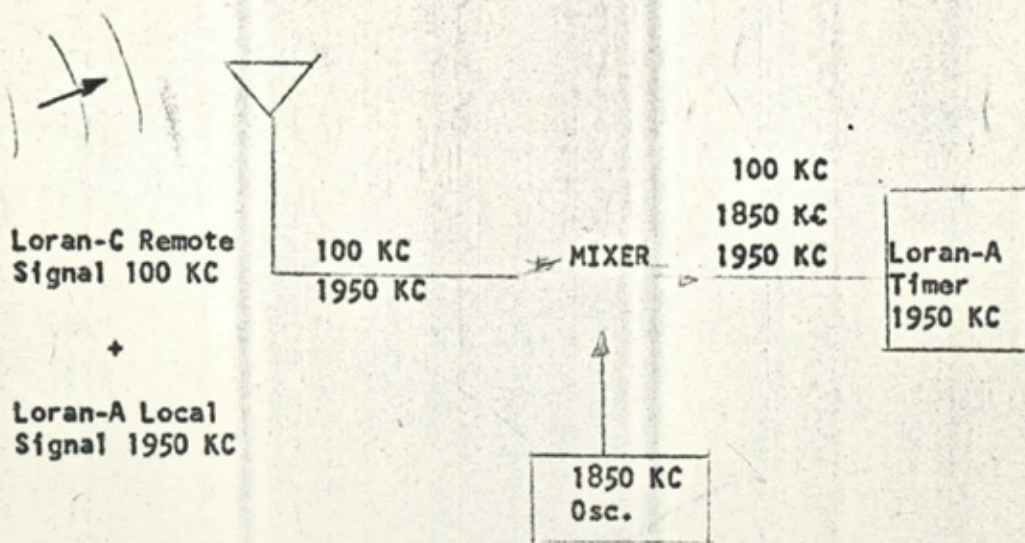 Loran-C Remote
Signal 100 KC
+
Loran-A Local
Signal 1950 KC
100 KC
1950 KC
MIXER
100 KC
1850 KC
1950 KC
Loran-A
Timer
1950 KC
1850 KC
Osc.